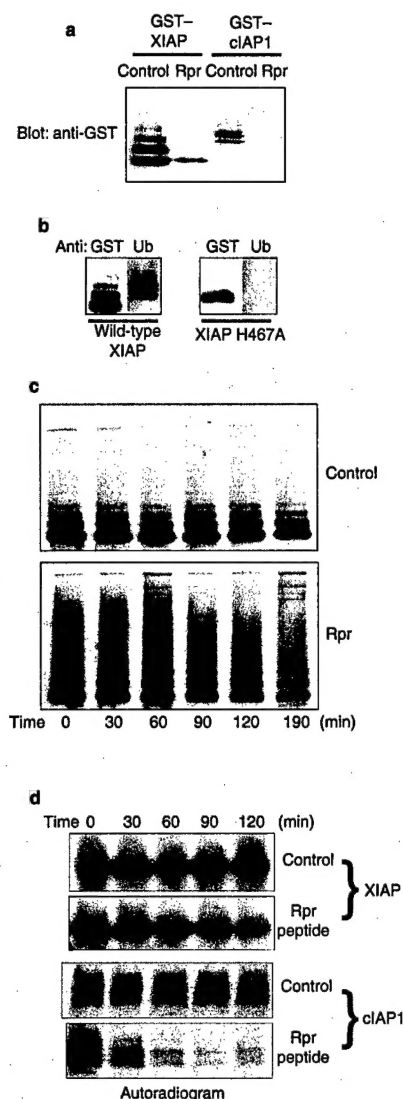 a
GST– GST–
XIAP cIAP1
Control Rpr Control Rpr
Blot: anti-GST
b
Anti: GST Ub GST Ub
Wild-type XIAP H467A
XIAP
c
Control
Rpr
Time 0 30 60 90 120 190 (min)
d
Time 0 30 60 90 120 (min)
Control
XIAP
Rpr
peptide
Control
cIAP1
Rpr
peptide
Autoradiogram